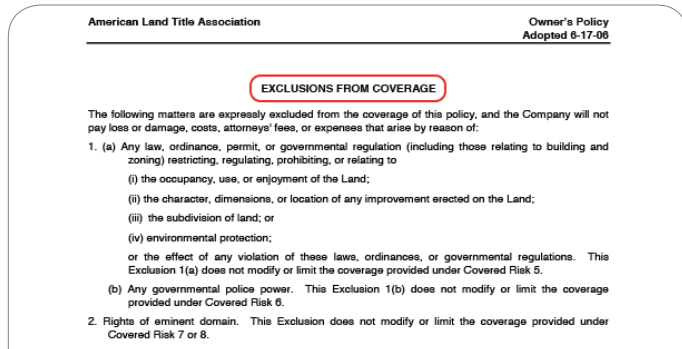 American Land Title Association
Owner's Policy
Adopted 6-17-06
EXCLUSIONS FROM COVERAGE
The following matters are expressly excluded from the coverage of this policy, and the Company will not
pay loss or damage, costs, attorneys' fees, or expenses that arise by reason of:
1. (a) Any law, ordinance, permit, or governmental regulation (including those relating to building and
zoning) restricting, regulating, prohibiting, or relating to
(i) the occupancy, use, or enjoyment of the Land;
(ii) the character, dimensions, or location of any improvement erected on the Land;
(iii) the subdivision of land; or
(iv) environmental protection;
or the effect of any violation of these laws, ordinances, or governmental regulations. This
Exclusion 1(a) does not modify or limit the coverage provided under Covered Risk 5.
(b) Any governmental police power. This Exclusion 1(b) does not modify or limit the coverage
provided under Covered Risk 6.
2. Rights of eminent domain. This Exclusion does not modify or limit the coverage provided under
Covered Risk 7 or 8.